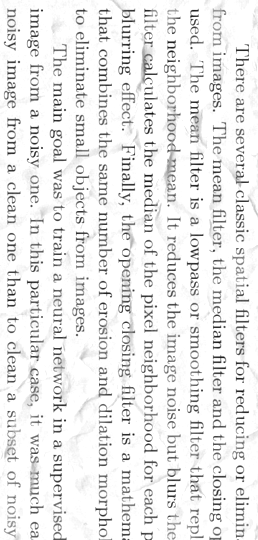 There are several classic spatial filters for reducing or elimin
from images. The mean filter, the median filter and the closing op
used. The mean filter is a lowpass or smoothing filter that repl
the neighborhood mean. It reduces the image noise but blurs the
filter calculates the median of the pixel neighborhood for each p
blurring effect. Finally, the opening closing filter is a mathema
that combines the same number of erosion and dilation morphol
to eliminate small objects from images.
The main goal was to train a neural network in a supervised
image from a noisy one. In this particular case, it was much ea
noisy image from a clean one than to clean a subset of noisy